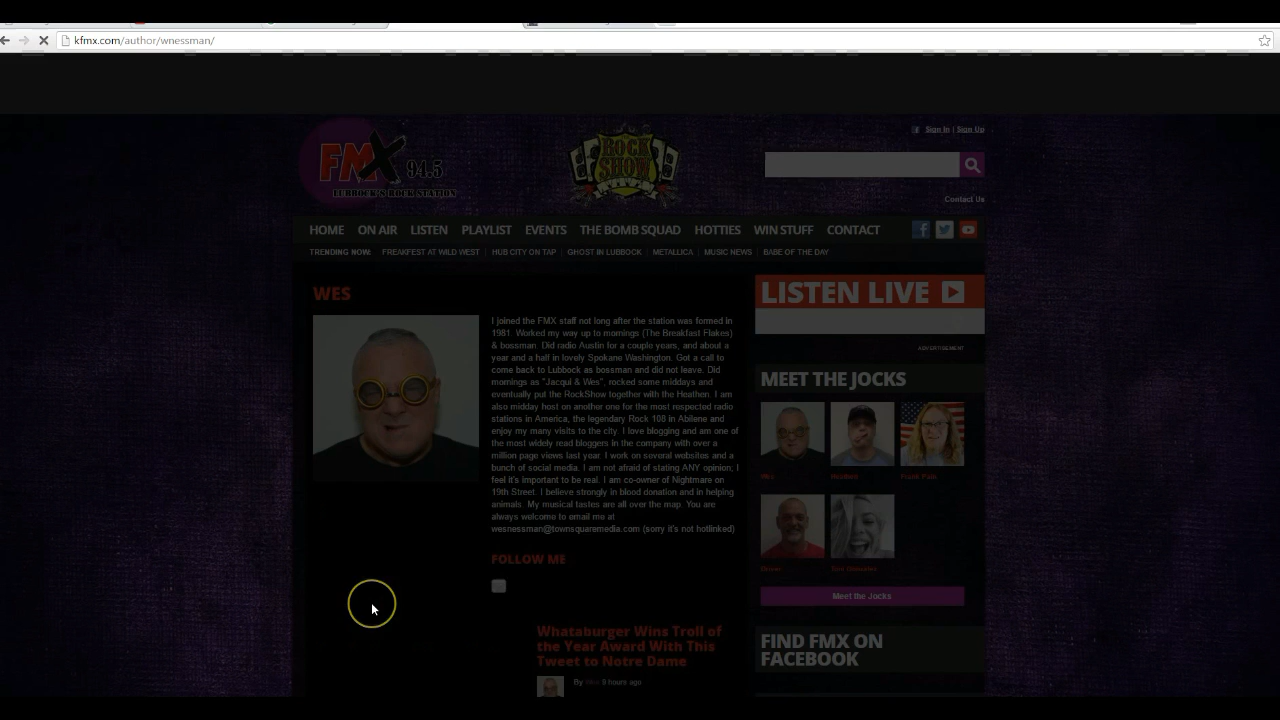 kfmx.com/author/wnessman/
FMX 94.5
LUBBOCK'S ROCK STATION
ROCK
SHOW
Sign In | Sign Up
Contact Us
HOME ON AIR LISTEN PLAYLIST EVENTS THE BOMB SQUAD HOTTIES WIN STUFF CONTACT
TRENDING NOW: FREAKFEST AT WILD WEST HUB CITY ON TAP GHOST IN LUBBOCK METALLICA MUSIC NEWS BABE OF THE DAY
WES
I joined the FMX staff not long after the station was formed in
1981. Worked my way up to mornings (The Breakfast Flakes)
& bossman. Did radio Austin for a couple years, and about a
year and a half in lovely Spokane Washington. Got a call to
come back to Lubbock as bossman and did not leave. Did
mornings as "Jacqui & Wes", rocked some middays and
eventually put the RockShow together with the Heathen. I am
also midday host on another one for the most respected radio
stations in America, the legendary Rock 108 in Abilene and
enjoy my many visits to the city. I love blogging and am one of
the most widely read bloggers in the company with over a
million page views last year. I work on several websites and a
bunch of social media. I am not afraid of stating ANY opinion; I
feel it's important to be real. I am co-owner of Nightmare on
19th Street. I believe strongly in blood donation and in helping
animals. My musical tastes are all over the map. You are
always welcome to email me at
wesnessman@townsquaremedia.com (sorry it's not hotlinked)
FOLLOW ME
Whataburger Wins Troll of
the Year Award With This
Tweet to Notre Dame
By Wes 9 hours ago
LISTEN LIVE
ADVERTISEMENT
MEET THE JOCKS
Wes Heathen Frank Pain
Driver Tori Gonzales
Meet the Jocks
FIND FMX ON
FACEBOOK